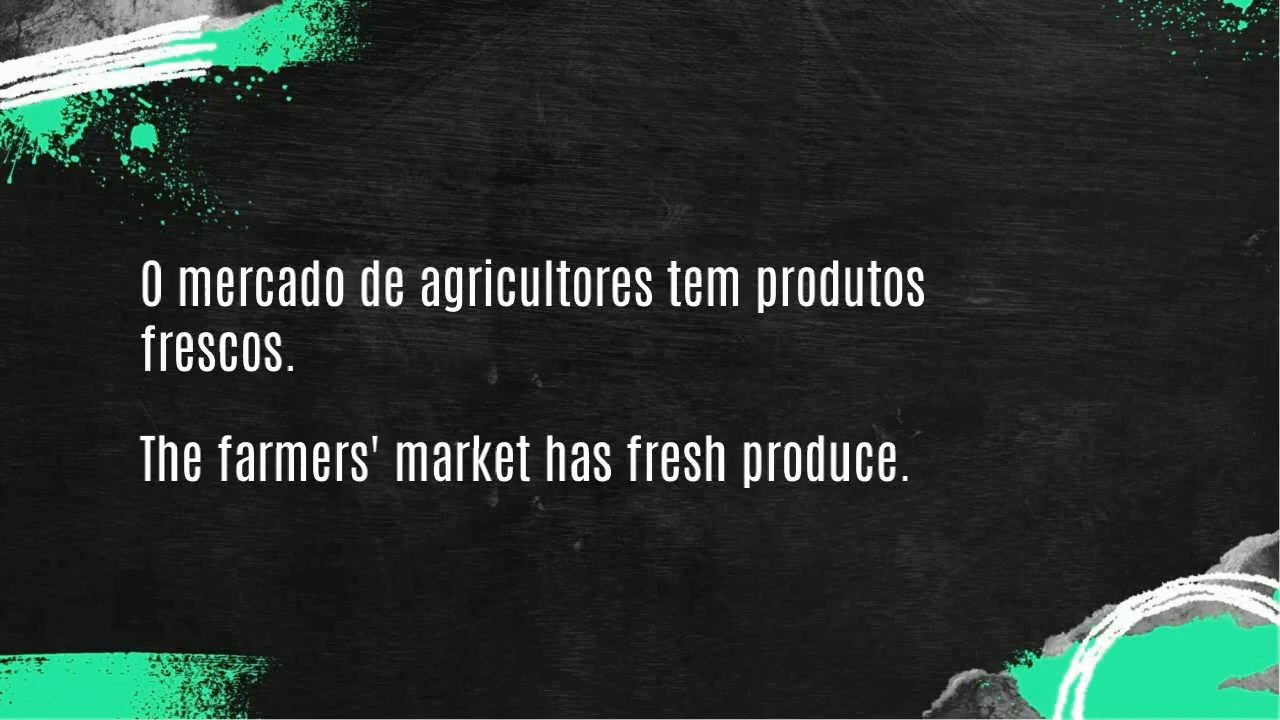 O mercado de agricultores tem produtos
frescos.
The farmers' market has fresh produce.